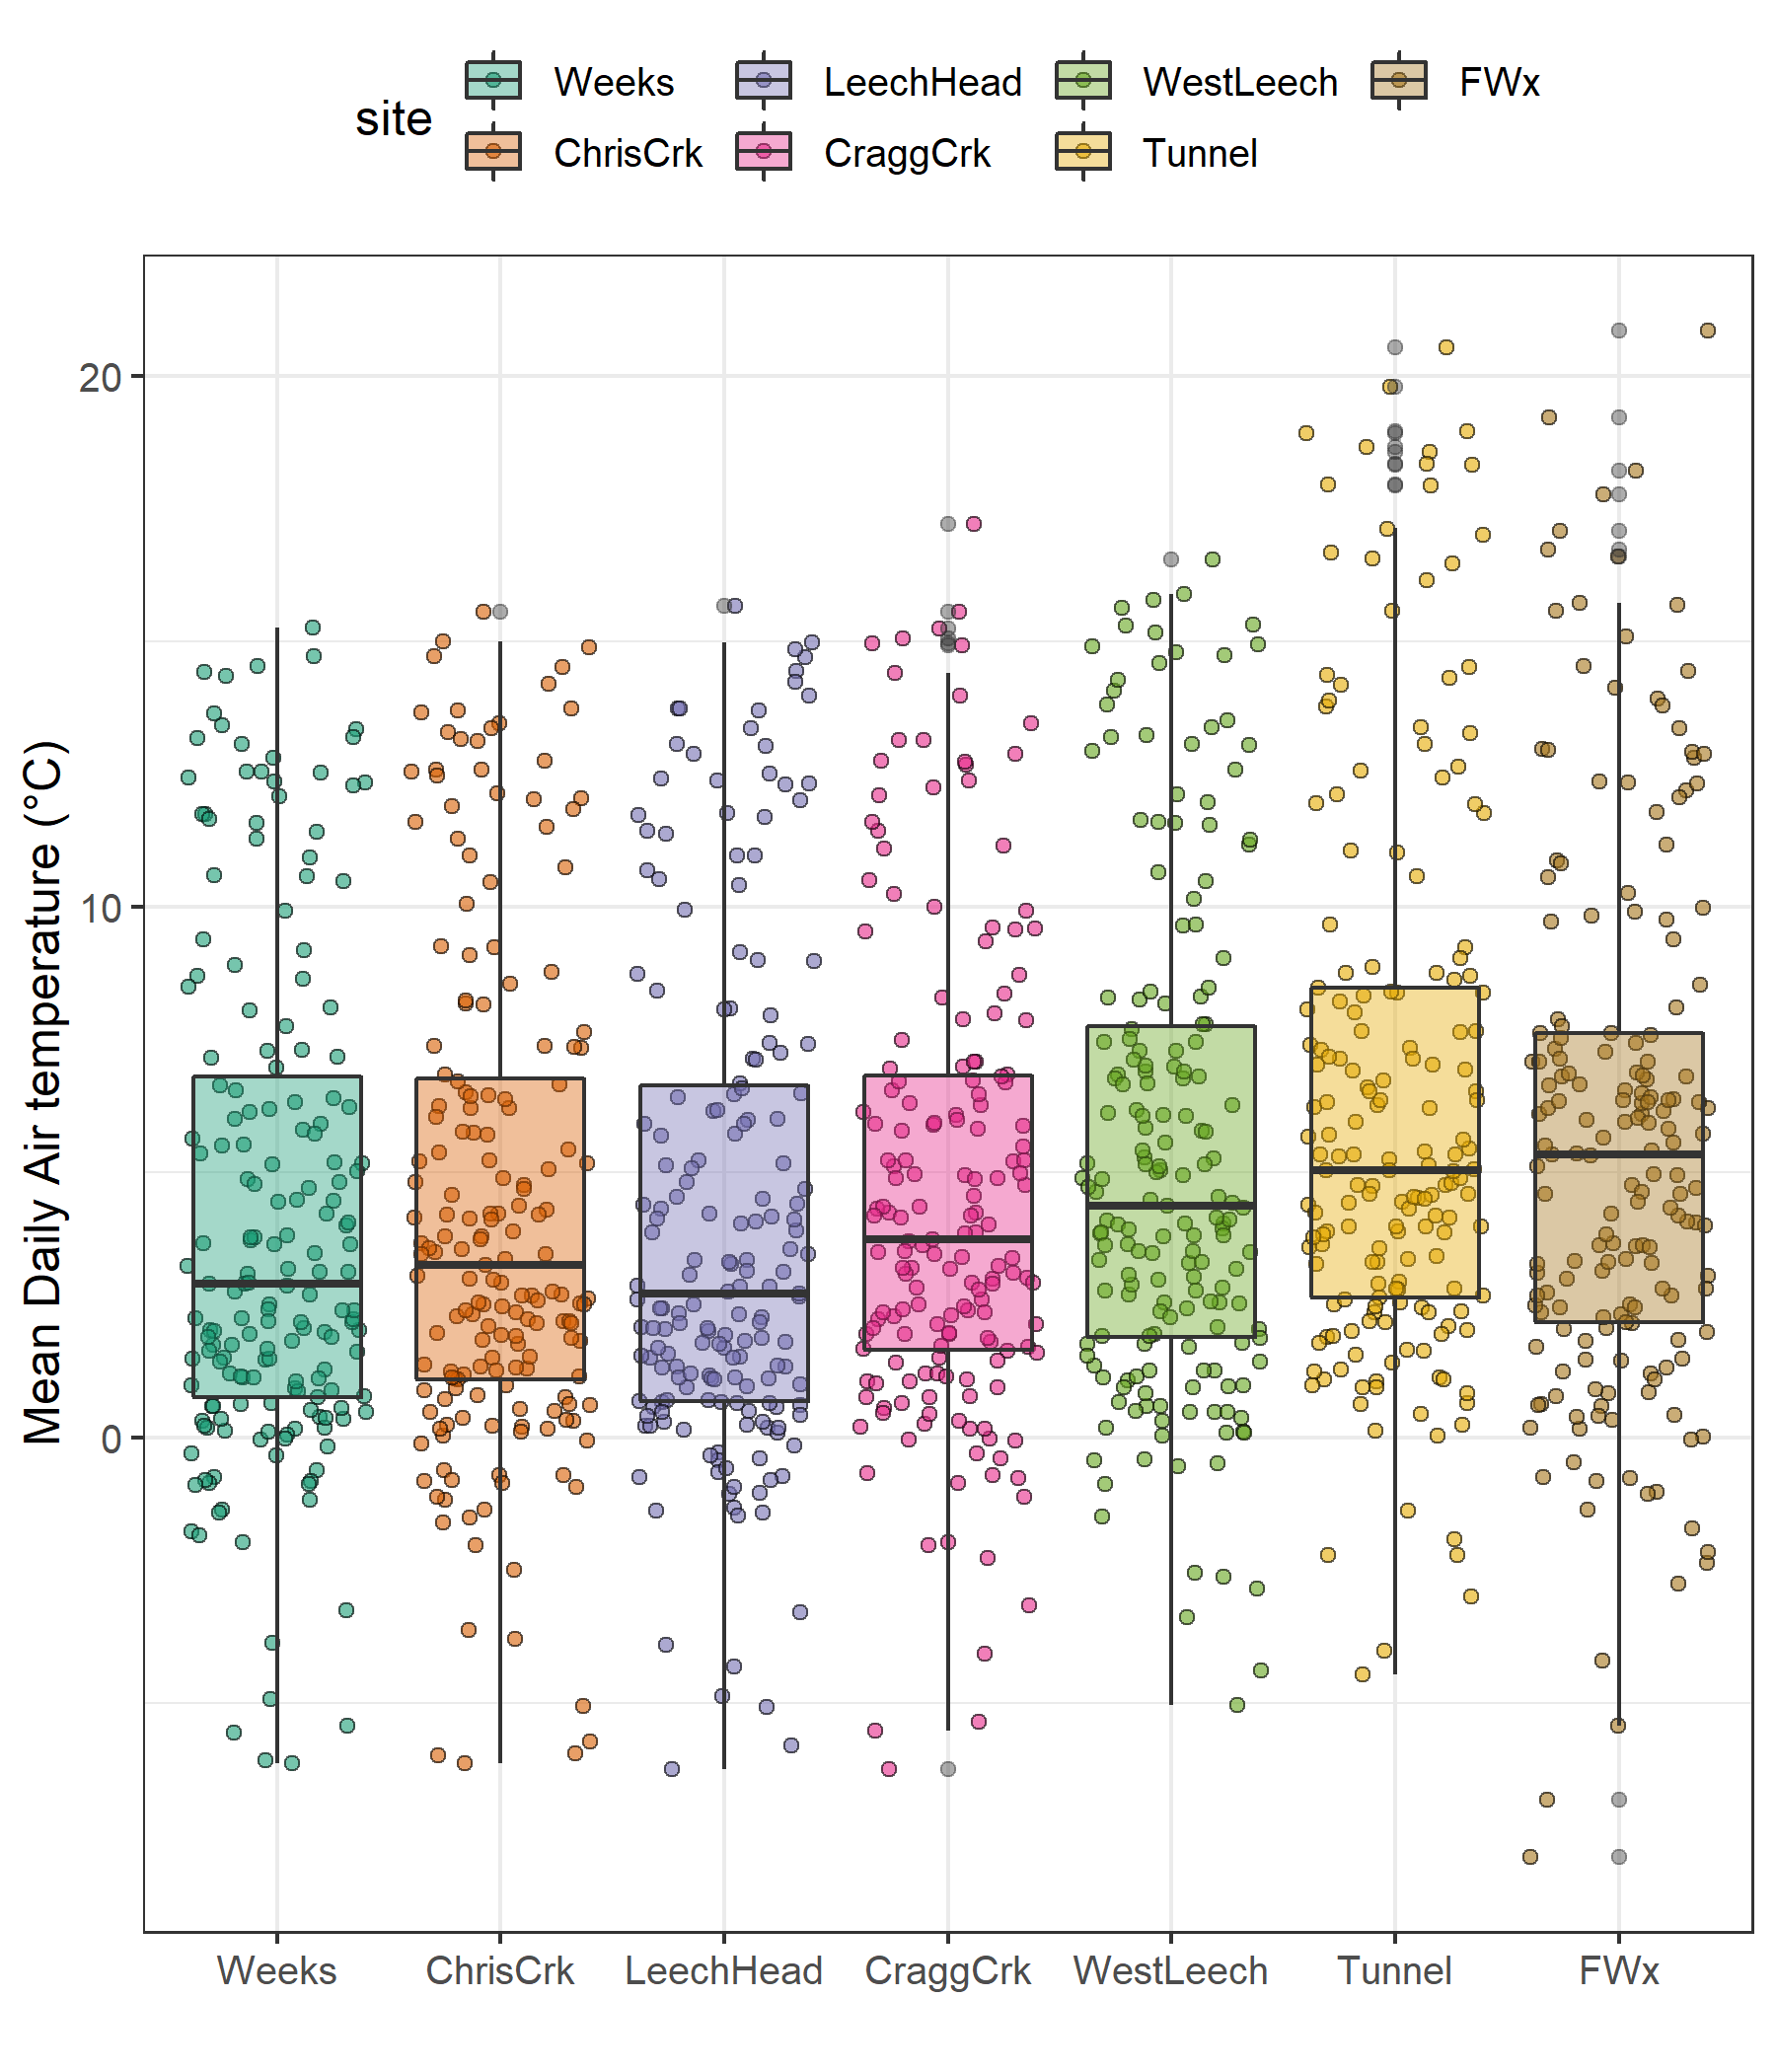 site
Weeks LeechHead WestLeech FWx
ChrisCrk CraggCrk Tunnel
Mean Daily Air temperature (°C)
20
10
0
Weeks ChrisCrk LeechHead CraggCrk WestLeech Tunnel FWx